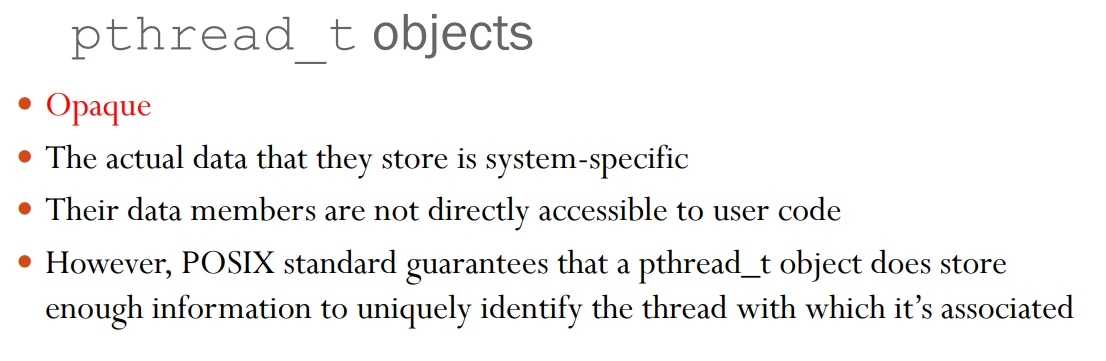 pthread_t objects
• Opaque
• The actual data that they store is system-specific
• Their data members are not directly accessible to user code
• However, POSIX standard guarantees that a pthread_t object does store
enough information to uniquely identify the thread with which it’s associated